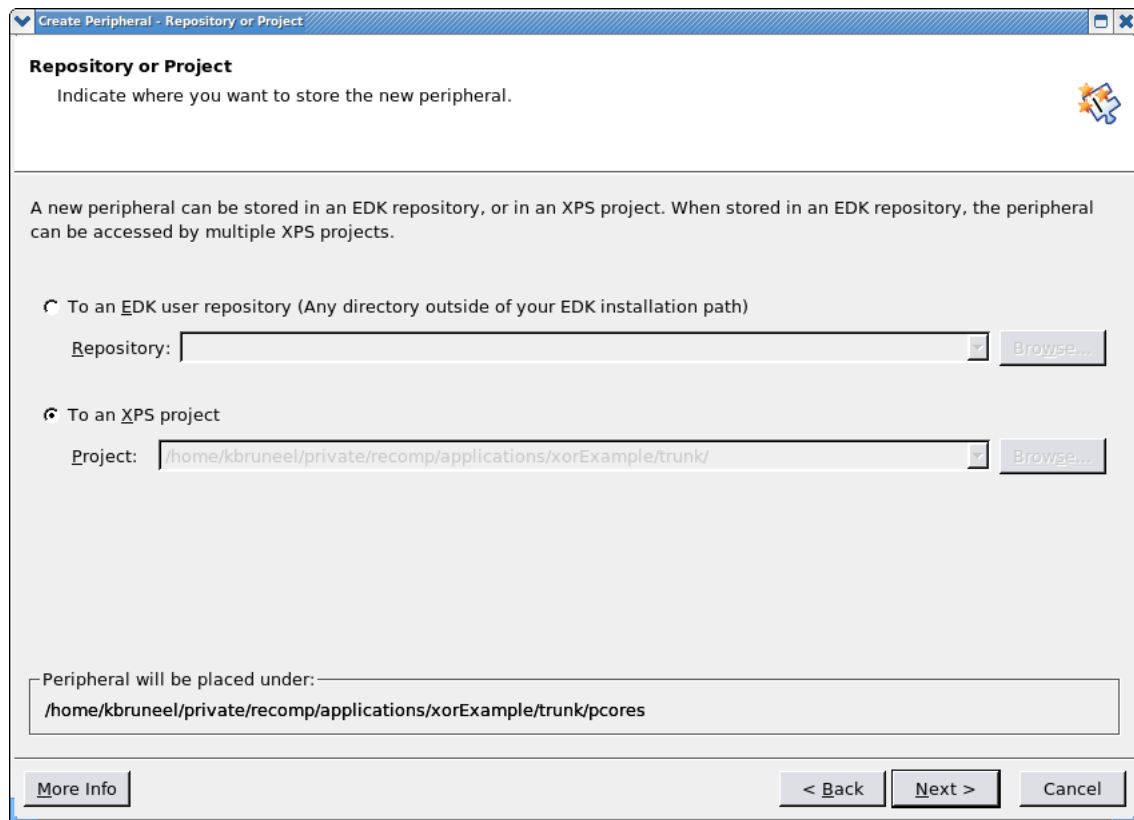 Create Peripheral - Repository or Project
Repository or Project
Indicate where you want to store the new peripheral.
A new peripheral can be stored in an EDK repository, or in an XPS project. When stored in an EDK repository, the peripheral
can be accessed by multiple XPS projects.
To an EDK user repository (Any directory outside of your EDK installation path)
Repository: Browse...
To an XPS project
Project: /home/kbruneel/private/recomp/applications/xorExample/trunk/ Browse...
Peripheral will be placed under:
/home/kbruneel/private/recomp/applications/xorExample/trunk/pcores
More Info < Back Next > Cancel